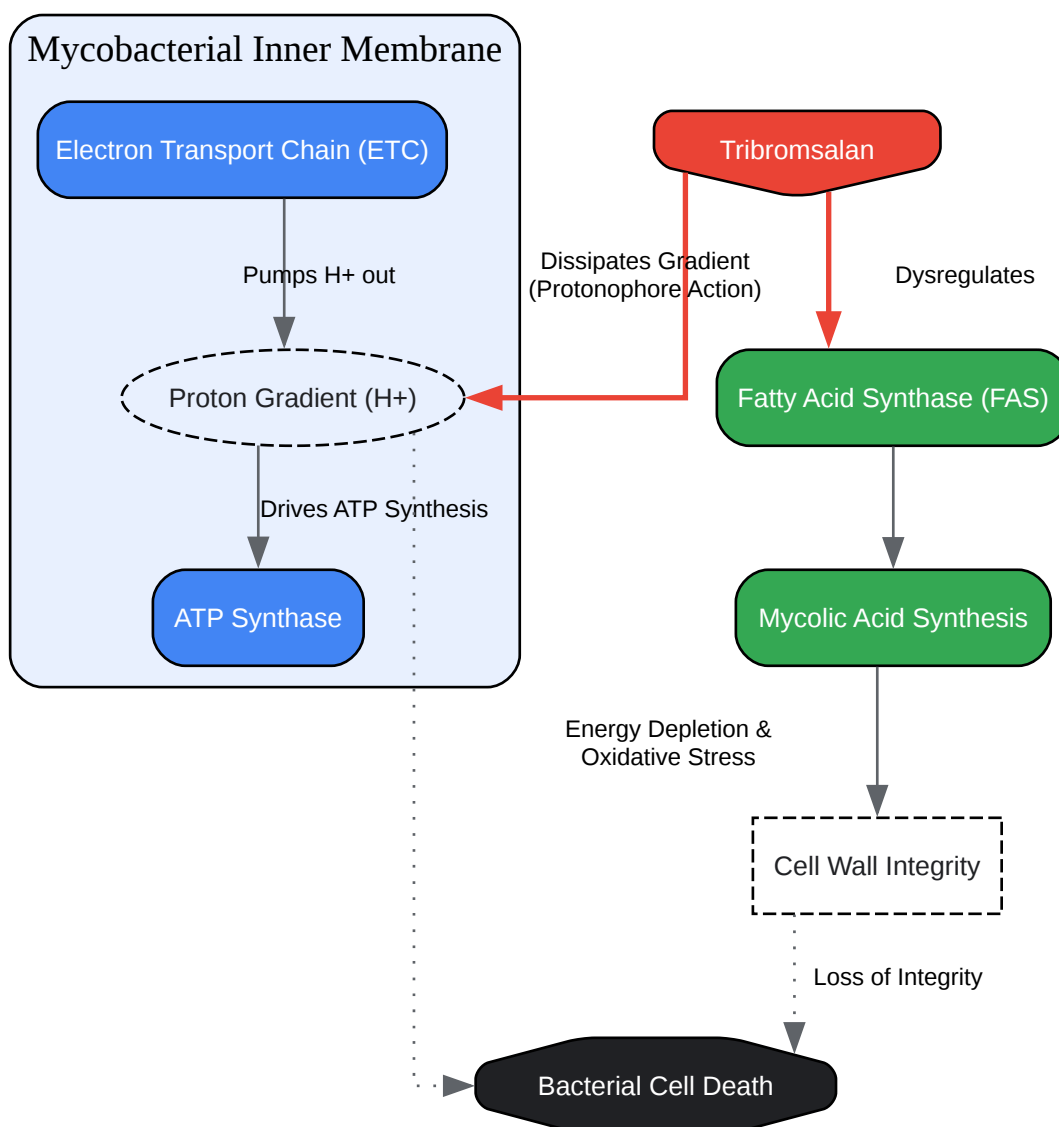 Mycobacterial Inner Membrane
Electron Transport Chain (ETC)
Tribromsalan
Pumps H+ out
Dissipates Gradient
(Protonophore Action)
Dysregulates
Proton Gradient (H+)
Fatty Acid Synthase (FAS)
Drives ATP Synthesis
ATP Synthase
Mycolic Acid Synthesis
Energy Depletion &
Oxidative Stress
Cell Wall Integrity
Loss of Integrity
Bacterial Cell Death